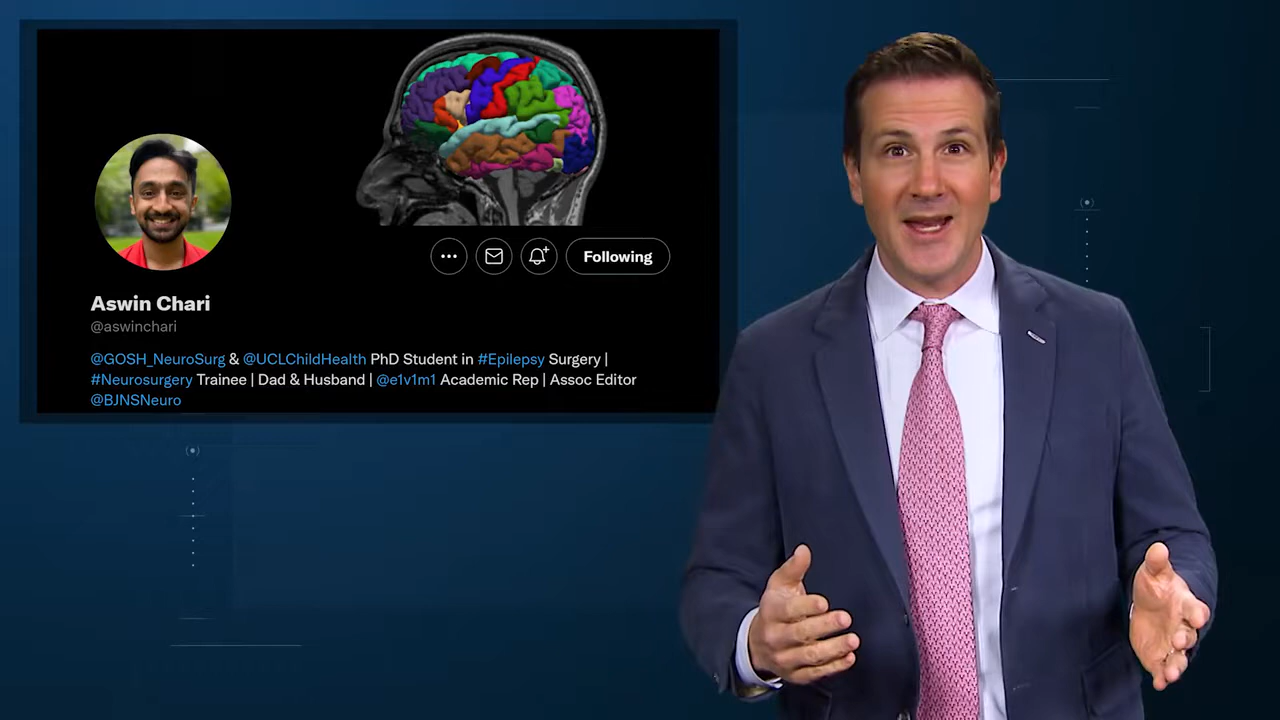 Following
Aswin Chari
@aswinchari
@GOSH_NeuroSurg & @UCLChildHealth PhD Student in #Epilepsy Surgery |
#Neurosurgery Trainee | Dad & Husband | @e1v1m1 Academic Rep | Assoc Editor
@BJNSNeuro